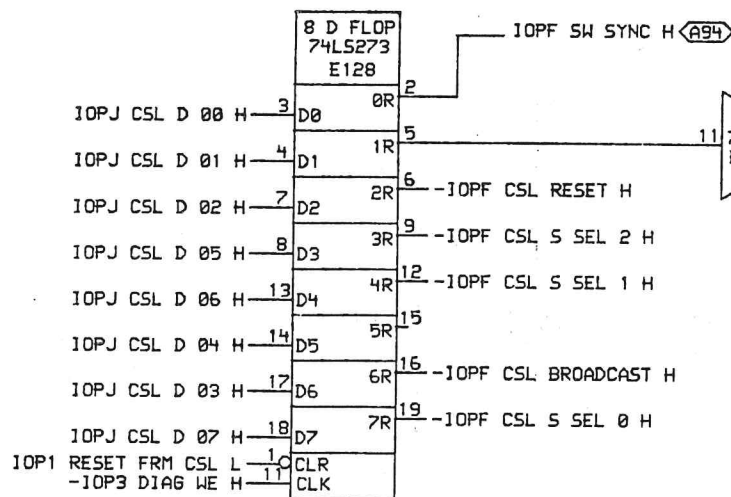 8 D FLOP
74LS273
E128
IOPF SW SYNC H A94
2
0R
IOPJ CSL D 00 H 3 D0
5
1R
11
IOPJ CSL D 01 H 4 D1
6
2R -IOPF CSL RESET H
IOPJ CSL D 02 H 7 D2
9
3R -IOPF CSL S SEL 2 H
IOPJ CSL D 05 H 8 D3
12
4R -IOPF CSL S SEL 1 H
IOPJ CSL D 06 H 13 D4
15
5R
IOPJ CSL D 04 H 14 D5
16
6R -IOPF CSL BROADCAST H
IOPJ CSL D 03 H 17 D6
19
7R -IOPF CSL S SEL 0 H
IOPJ CSL D 07 H 18 D7
IOP1 RESET FRM CSL L 1 CLR
-IOP3 DIAG WE H 11 CLK